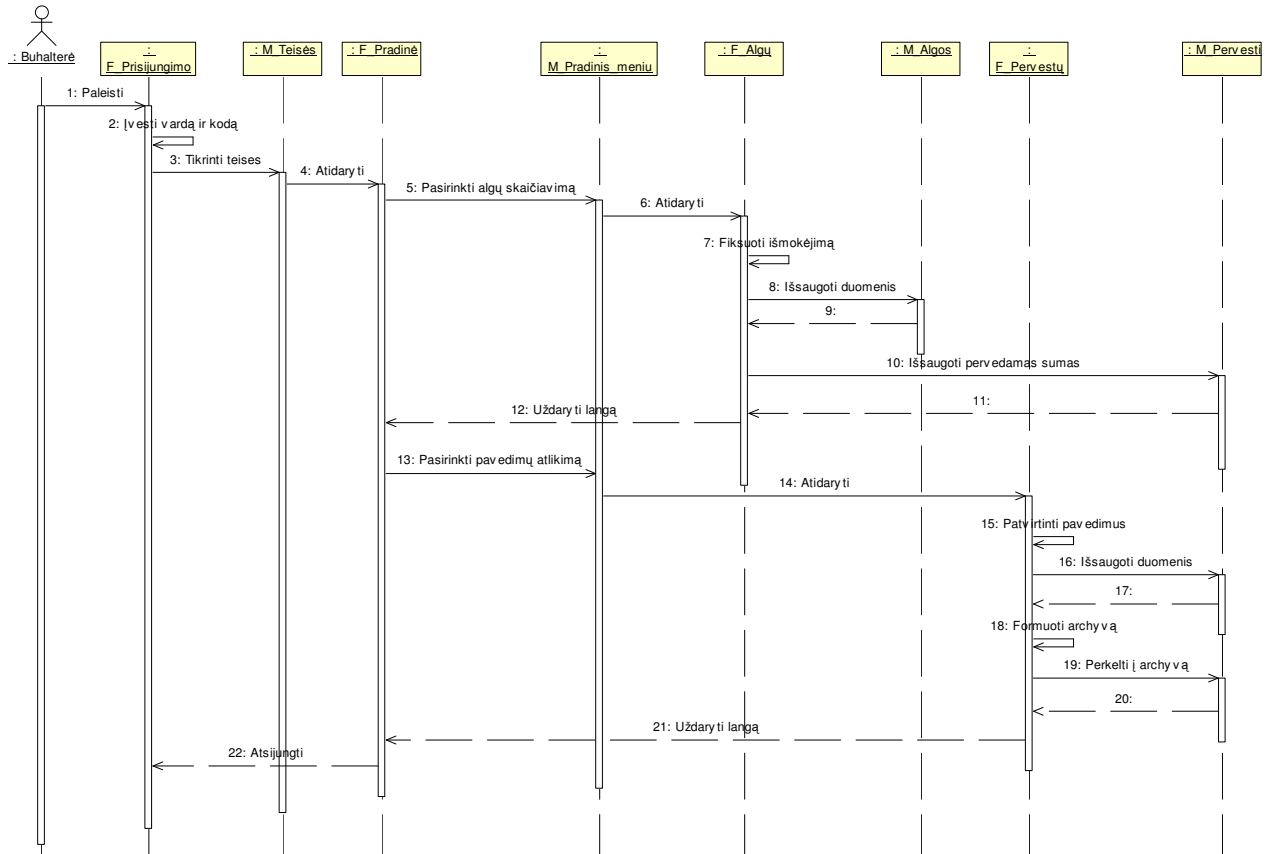 : Buhalterė
:
F_Prisijungimo
: M_Teisės
: F_Pradinė
:
M_Pradinis_meniu
: F_Algų
: M_Algos
:
F_Pervestų
: M_Pervesti
1: Paleisti
2: Įvesti vardą ir kodą
3: Tikrinti teises
4: Atidaryti
5: Pasirinkti algų skaičiavimą
6: Atidaryti
7: Fiksuoti išmokėjimą
8: Išsaugoti duomenis
9:
10: Išsaugoti pervedamas sumas
11:
12: Uždaryti langą
13: Pasirinkti pavedimų atlikimą
14: Atidaryti
15: Patvirtinti pavedimus
16: Išsaugoti duomenis
17:
18: Formuoti archyvą
19: Perkelti į archyvą
20:
21: Uždaryti langą
22: Atsijungti